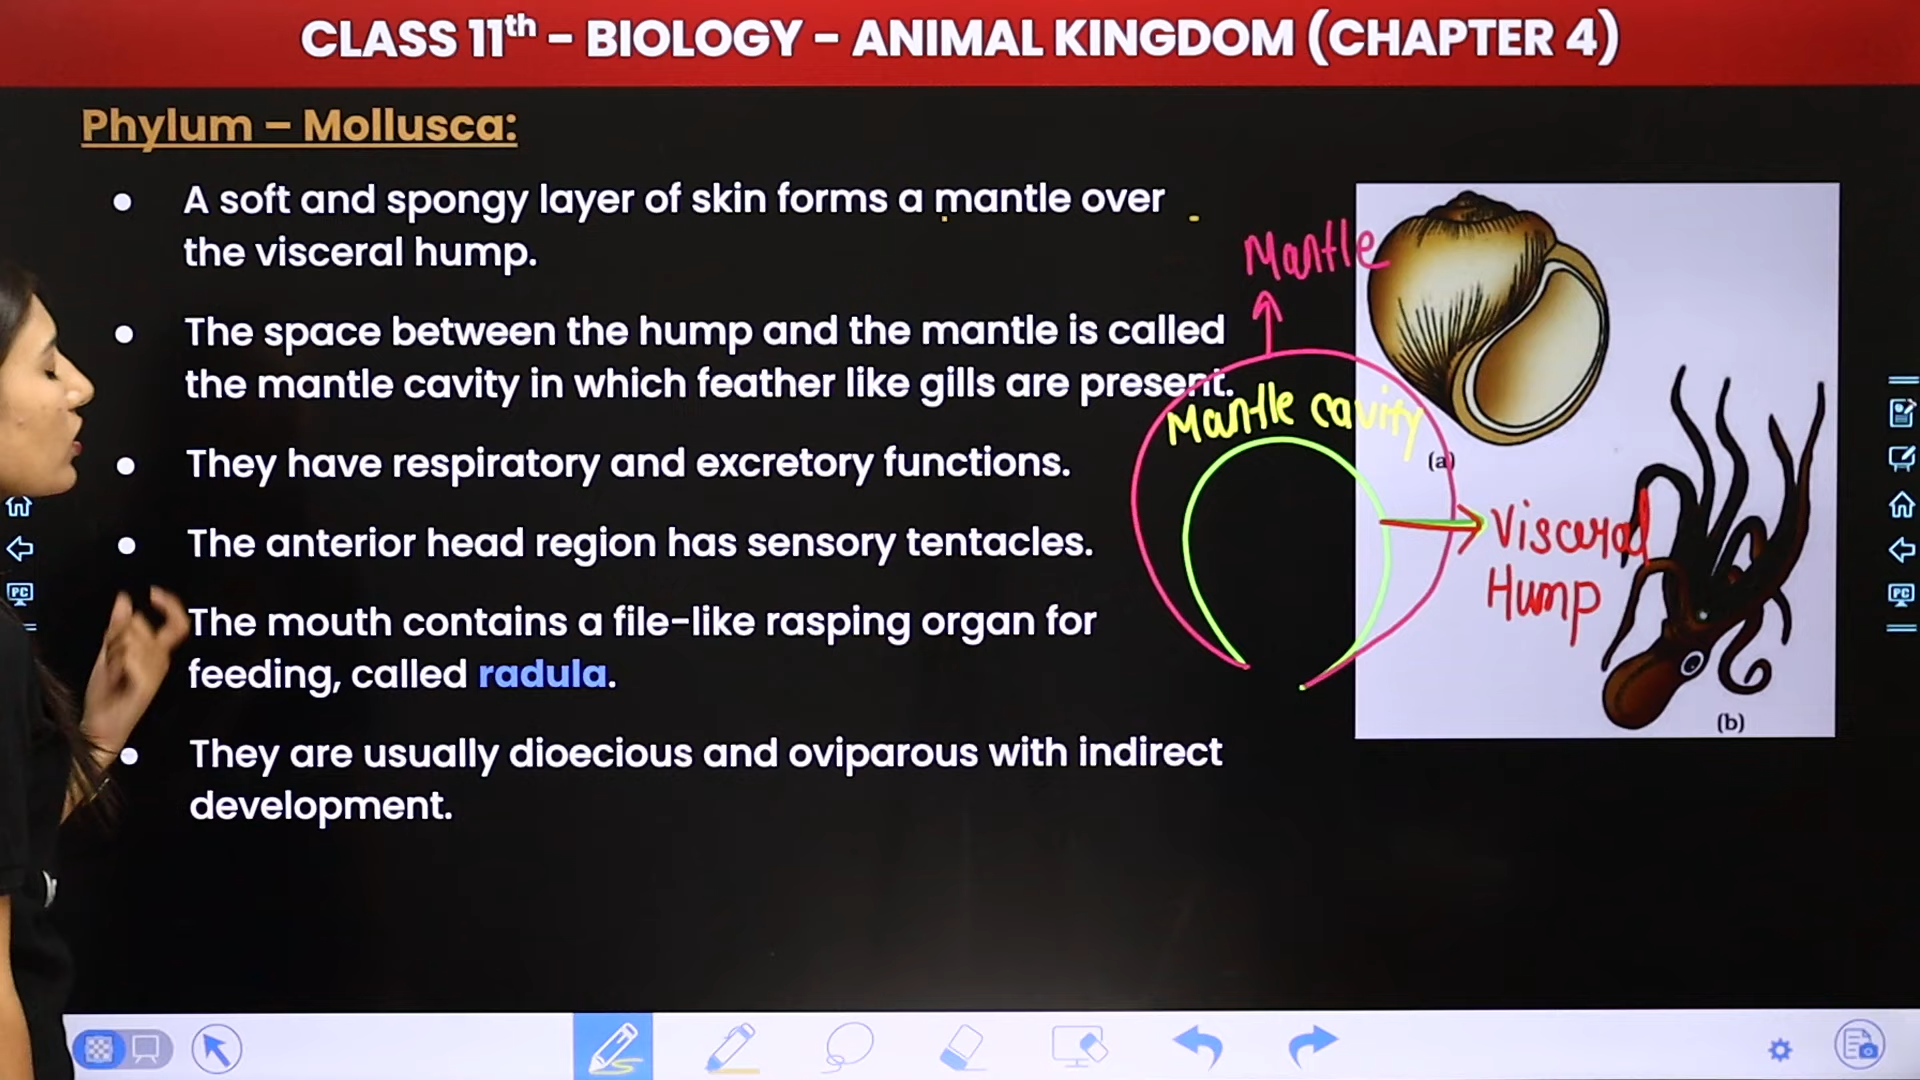 CLASS 11th - BIOLOGY - ANIMAL KINGDOM (CHAPTER 4)
Phylum – Mollusca:
• A soft and spongy layer of skin forms a mantle over
the visceral hump.
• The space between the hump and the mantle is called
the mantle cavity in which feather like gills are present.
• They have respiratory and excretory functions.
• The anterior head region has sensory tentacles.
The mouth contains a file-like rasping organ for
feeding, called radula.
• They are usually dioecious and oviparous with indirect
development.
Mantle
Mantle cavity
Visceral
Hump
(a)
(b)
PC
PC